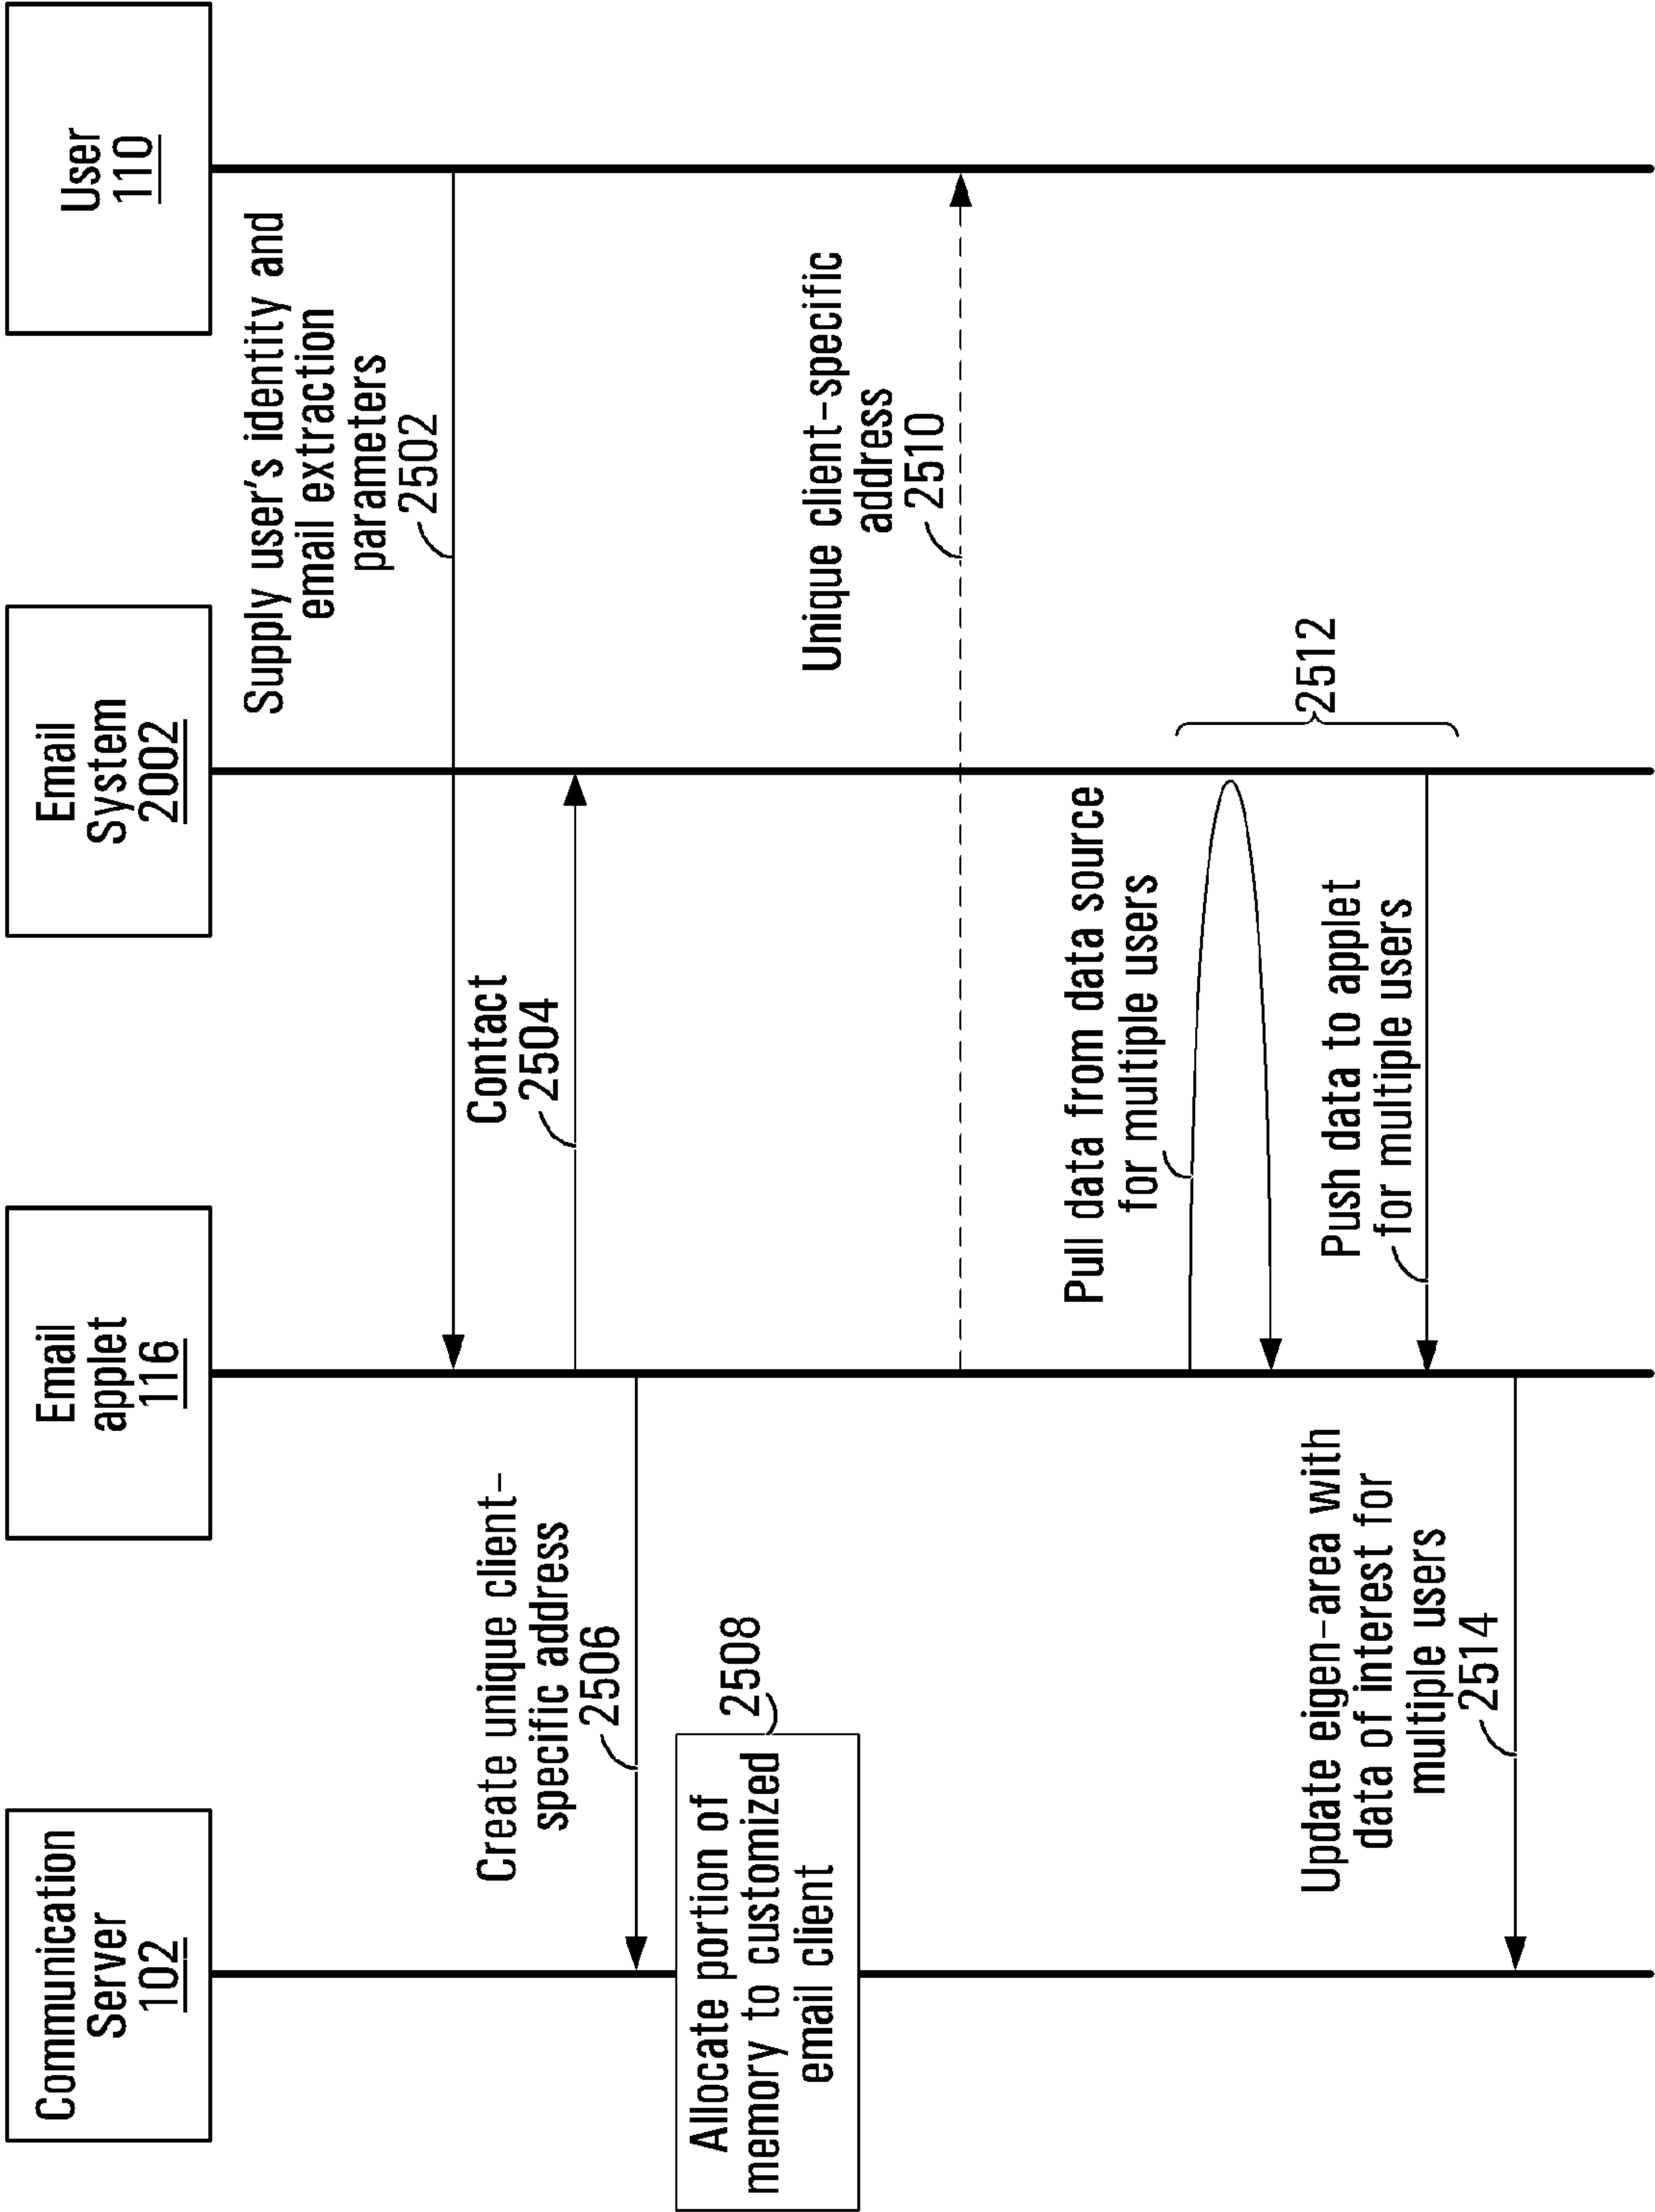 Communication
Server
102
Email
applet
116
Email
System
2002
User
110
Supply user's identity and
email extraction
parameters
2502
Contact
2504
Create unique client-
specific address
2506
Allocate portion of
memory to customized
email client
2508
Unique client-specific
address
2510
Pull data from data source
for multiple users
2512
Push data to applet
for multiple users
Update eigen-area with
data of interest for
multiple users
2514